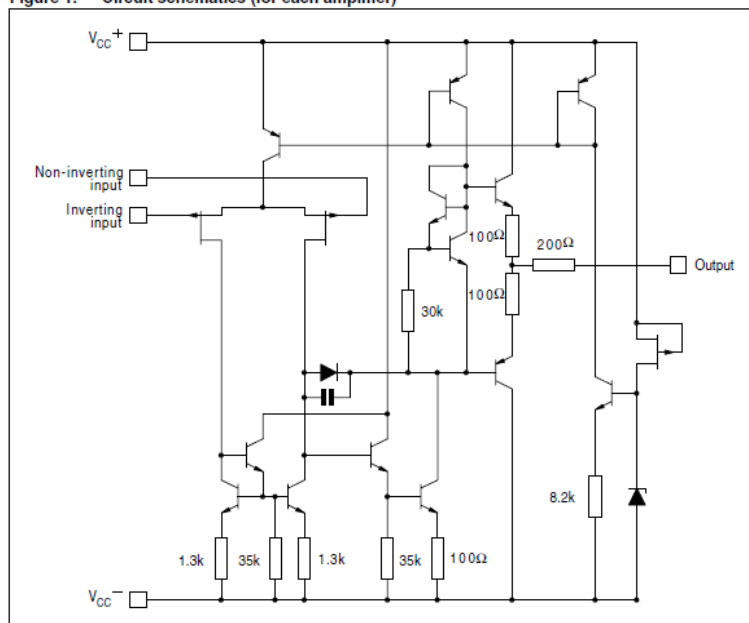 Figure 1. Circuit schematics (for each amplifier)
VCC+
Non-inverting
input
Inverting
input
100Ω
200Ω
Output
100Ω
30k
8.2k
1.3k
35k
1.3k
35k
100Ω
VCC-